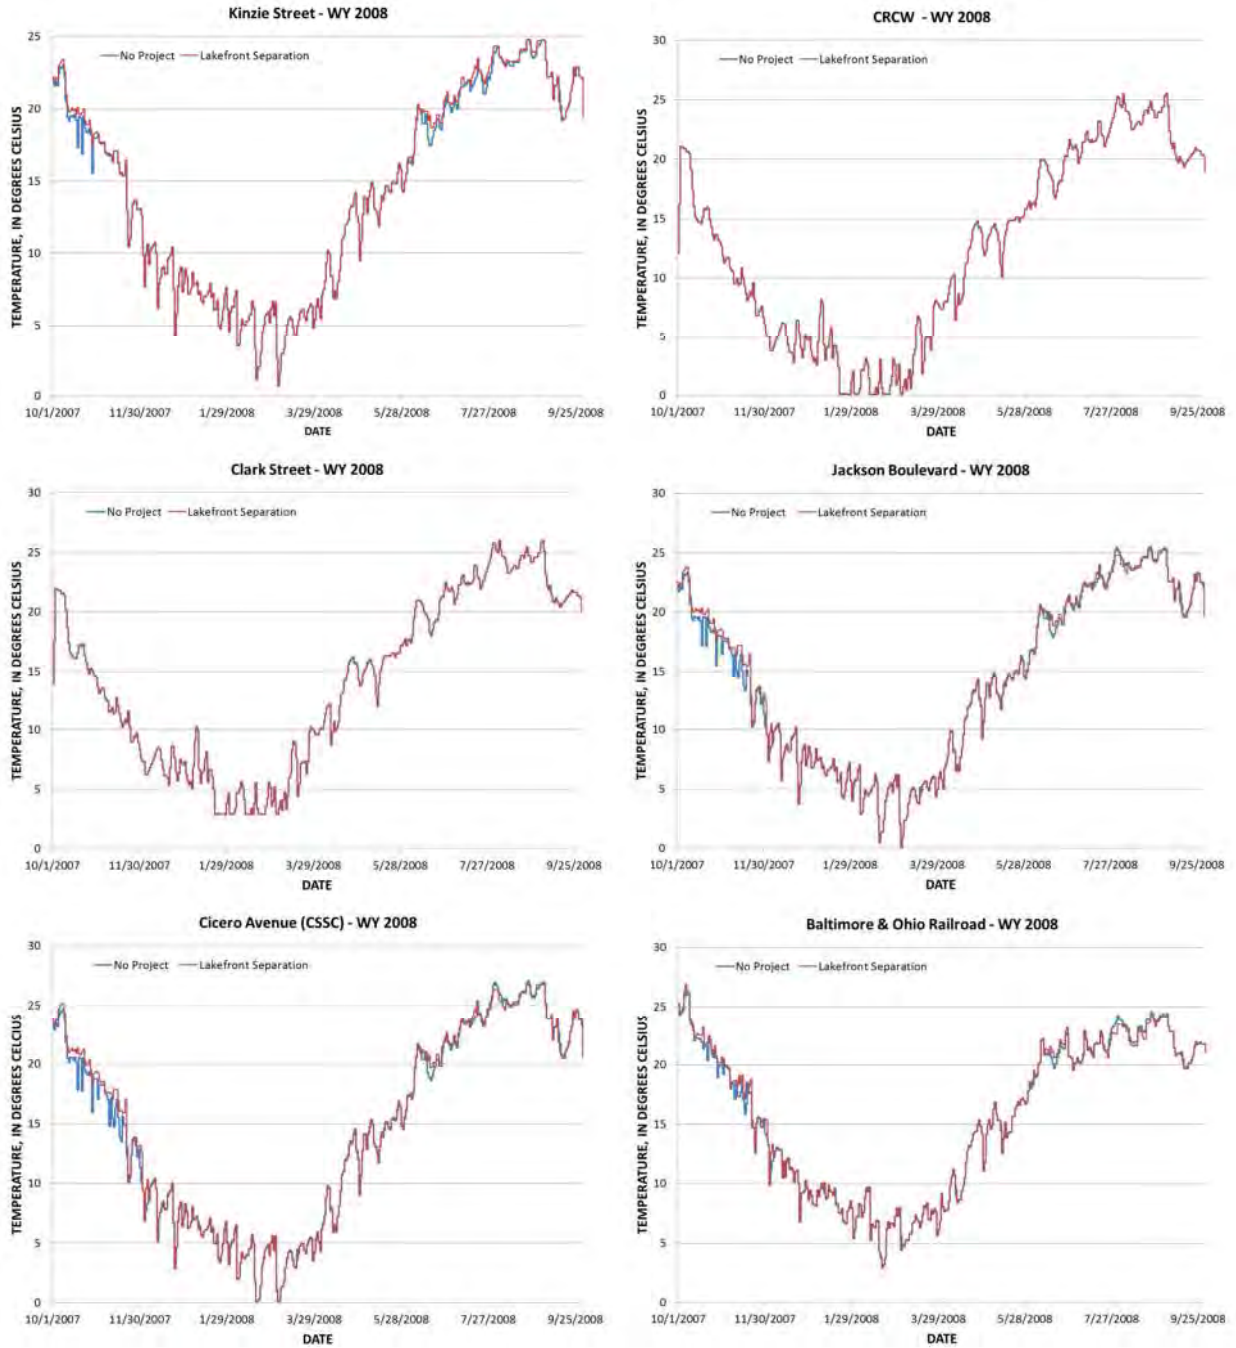 Kinzie Street - WY 2008
TEMPERATURE, IN DEGREES CELSIUS
25
20
15
10
5
0
No Project
Lakefront Separation
10/1/2007 11/30/2007 1/29/2008 3/29/2008 5/28/2008 7/27/2008 9/25/2008
DATE
CRCW - WY 2008
TEMPERATURE, IN DEGREES CELSIUS
30
25
20
15
10
5
0
No Project
Lakefront Separation
10/1/2007 11/30/2007 1/29/2008 3/29/2008 5/28/2008 7/27/2008 9/25/2008
DATE
Clark Street - WY 2008
TEMPERATURE, IN DEGREES CELSIUS
30
25
20
15
10
5
0
No Project
Lakefront Separation
10/1/2007 11/30/2007 1/29/2008 3/29/2008 5/28/2008 7/27/2008 9/25/2008
DATE
Jackson Boulevard - WY 2008
TEMPERATURE, IN DEGREES CELSIUS
30
25
20
15
10
5
0
No Project
Lakefront Separation
10/1/2007 11/30/2007 1/29/2008 3/29/2008 5/28/2008 7/27/2008 9/25/2008
DATE
Cicero Avenue (CSSC) - WY 2008
TEMPERATURE, IN DEGREES CELCIUS
30
25
20
15
10
5
0
No Project
Lakefront Separation
10/1/2007 11/30/2007 1/29/2008 3/29/2008 5/28/2008 7/27/2008 9/25/2008
DATE
Baltimore & Ohio Railroad - WY 2008
TEMPERATURE, IN DEGREES CELSIUS
30
25
20
15
10
5
0
No Project
Lakefront Separation
10/1/2007 11/30/2007 1/29/2008 3/29/2008 5/28/2008 7/27/2008 9/25/2008
DATE